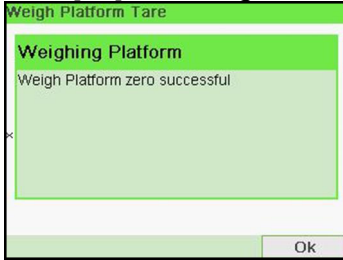 Weigh Platform Tare
Weighing Platform
Weigh Platform zero successful
×
Ok